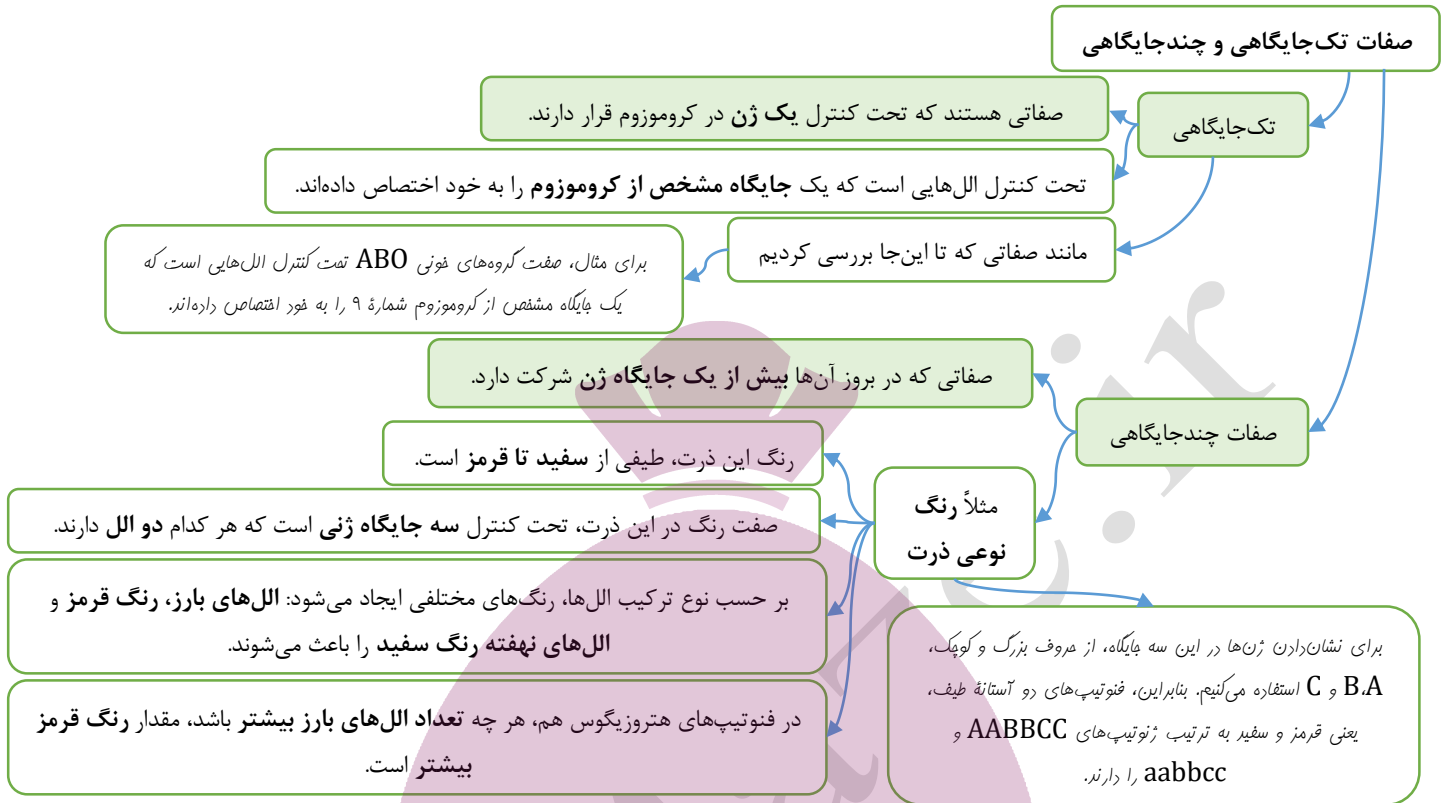 صفات تک‌جایگاهی و چندجایگاهی
تک‌جایگاهی
صفاتی هستند که تحت کنترل یک ژن در کروموزوم قرار دارند.
تحت کنترل الل‌هایی است که یک جایگاه مشخص از کروموزوم را به خود اختصاص داده‌اند.
مانند صفاتی که تا این‌جا بررسی کردیم
برای مثال، صفت گروه‌های خونی ABO تحت کنترل الل‌هایی است که
یک جایگاه مشخص از کروموزوم شمارهٔ ۹ را به خود اختصاص داده‌اند.
صفات چندجایگاهی
صفاتی که در بروز آن‌ها بیش از یک جایگاه ژن شرکت دارد.
مثلاً رنگ
نوعی ذرت
رنگ این ذرت، طیفی از سفید تا قرمز است.
صفت رنگ در این ذرت، تحت کنترل سه جایگاه ژنی است که هر کدام دو الل دارند.
بر حسب نوع ترکیب الل‌ها، رنگ‌های مختلفی ایجاد می‌شود: الل‌های بارز، رنگ قرمز و
الل‌های نهفته رنگ سفید را باعث می‌شوند.
در فنوتیپ‌های هتروزیگوس هم، هر چه تعداد الل‌های بارز بیشتر باشد، مقدار رنگ قرمز
بیشتر است.
برای نشان‌دادن ژن‌ها در این سه جایگاه، از حروف بزرگ و کوچک،
A،B و C استفاده می‌کنیم. بنابراین، فنوتیپ‌های دو آستانهٔ طیف،
یعنی قرمز و سفید به ترتیب ژنوتیپ‌های AABBCC و
aabbcc را دارند.